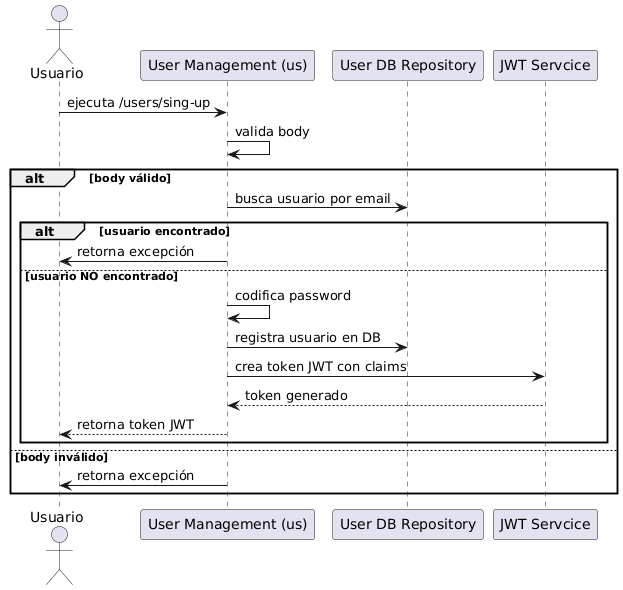 Usuario
User Management (us)
User DB Repository
JWT Servcice
ejecuta /users/sing-up
valida body
alt [body válido]
busca usuario por email
alt [usuario encontrado]
retorna excepción
[usuario NO encontrado]
codifica password
registra usuario en DB
crea token JWT con claims
token generado
retorna token JWT
[body inválido]
retorna excepción
Usuario
User Management (us)
User DB Repository
JWT Servcice